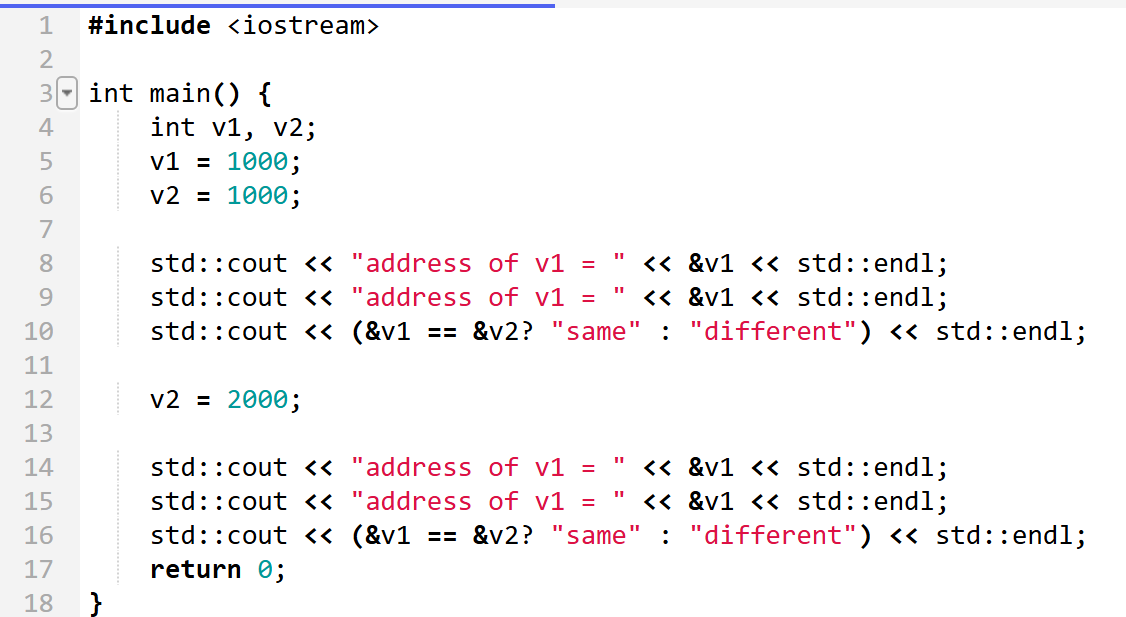 1 #include <iostream>
2
3 int main() {
4     int v1, v2;
5     v1 = 1000;
6     v2 = 1000;
7
8     std::cout << "address of v1 = " << &v1 << std::endl;
9     std::cout << "address of v1 = " << &v1 << std::endl;
10     std::cout << (&v1 == &v2? "same" : "different") << std::endl;
11
12     v2 = 2000;
13
14     std::cout << "address of v1 = " << &v1 << std::endl;
15     std::cout << "address of v1 = " << &v1 << std::endl;
16     std::cout << (&v1 == &v2? "same" : "different") << std::endl;
17     return 0;
18 }